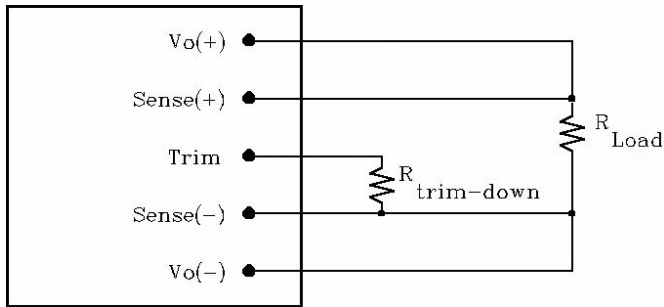 Vo(+)
Sense(+)
R
Load
Trim
R
trim-down
Sense(-)
Vo(-)